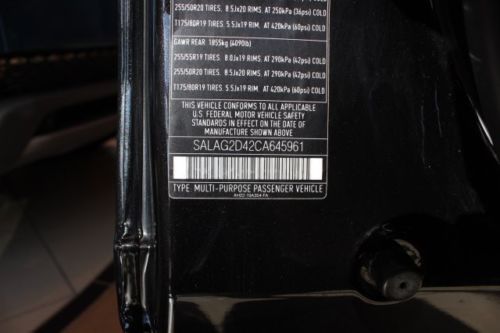 255/50R20 TIRES 8.5Jx20 RIMS, AT 250kPa (36psi) COLD
T175/80R19 TIRES 5.5Jx19 RIMS, AT 420kPa (60psi) COLD
GAWR REAR 1855kg (4090lb)
255/55R19 TIRES 8.0Jx19 RIMS, AT 290kPa (42psi) COLD
255/50R20 TIRES 8.5Jx20 RIMS, AT 290kPa (42psi) COLD
T175/80R19 TIRES 5.5Jx19 RIMS, AT 420kPa (60psi) COLD
THIS VEHICLE CONFORMS TO ALL APPLICABLE
U.S. FEDERAL MOTOR VEHICLE SAFETY
STANDARDS IN EFFECT ON THE DATE OF
MANUFACTURE SHOWN ABOVE
SALAG2D42CA645961
TYPE: MULTI-PURPOSE PASSENGER VEHICLE